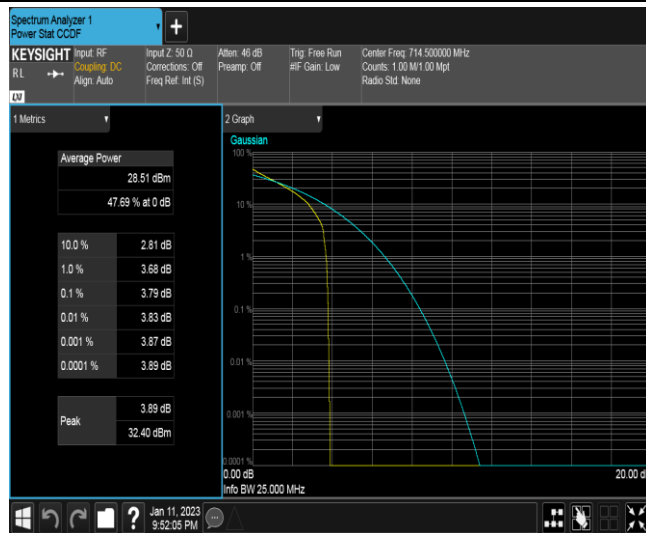 Spectrum Analyzer 1
Power Stat CCDF
+
KEYSIGHT
RL
Input: RF
Coupling: DC
Align: Auto
Input Z: 50 Ω
Corrections: Off
Freq Ref: Int (S)
Atten: 46 dB
Preamp: Off
Trig: Free Run
#IF Gain: Low
Center Freq: 714.500000 MHz
Counts: 1.00 M/1.00 Mpt
Radio Std: None
1 Metrics
Average Power
28.51 dBm
47.69 % at 0 dB
10.0 % 2.81 dB
1.0 % 3.68 dB
0.1 % 3.79 dB
0.01 % 3.83 dB
0.001 % 3.87 dB
0.0001 % 3.89 dB
Peak
3.89 dB
32.40 dBm
2 Graph
Gaussian
100 %
10 %
1 %
0.1 %
0.01 %
0.001 %
0.0001 %
0.00 dB
20.00 d
Info BW 25.000 MHz
?
Jan 11, 2023
9:52:05 PM